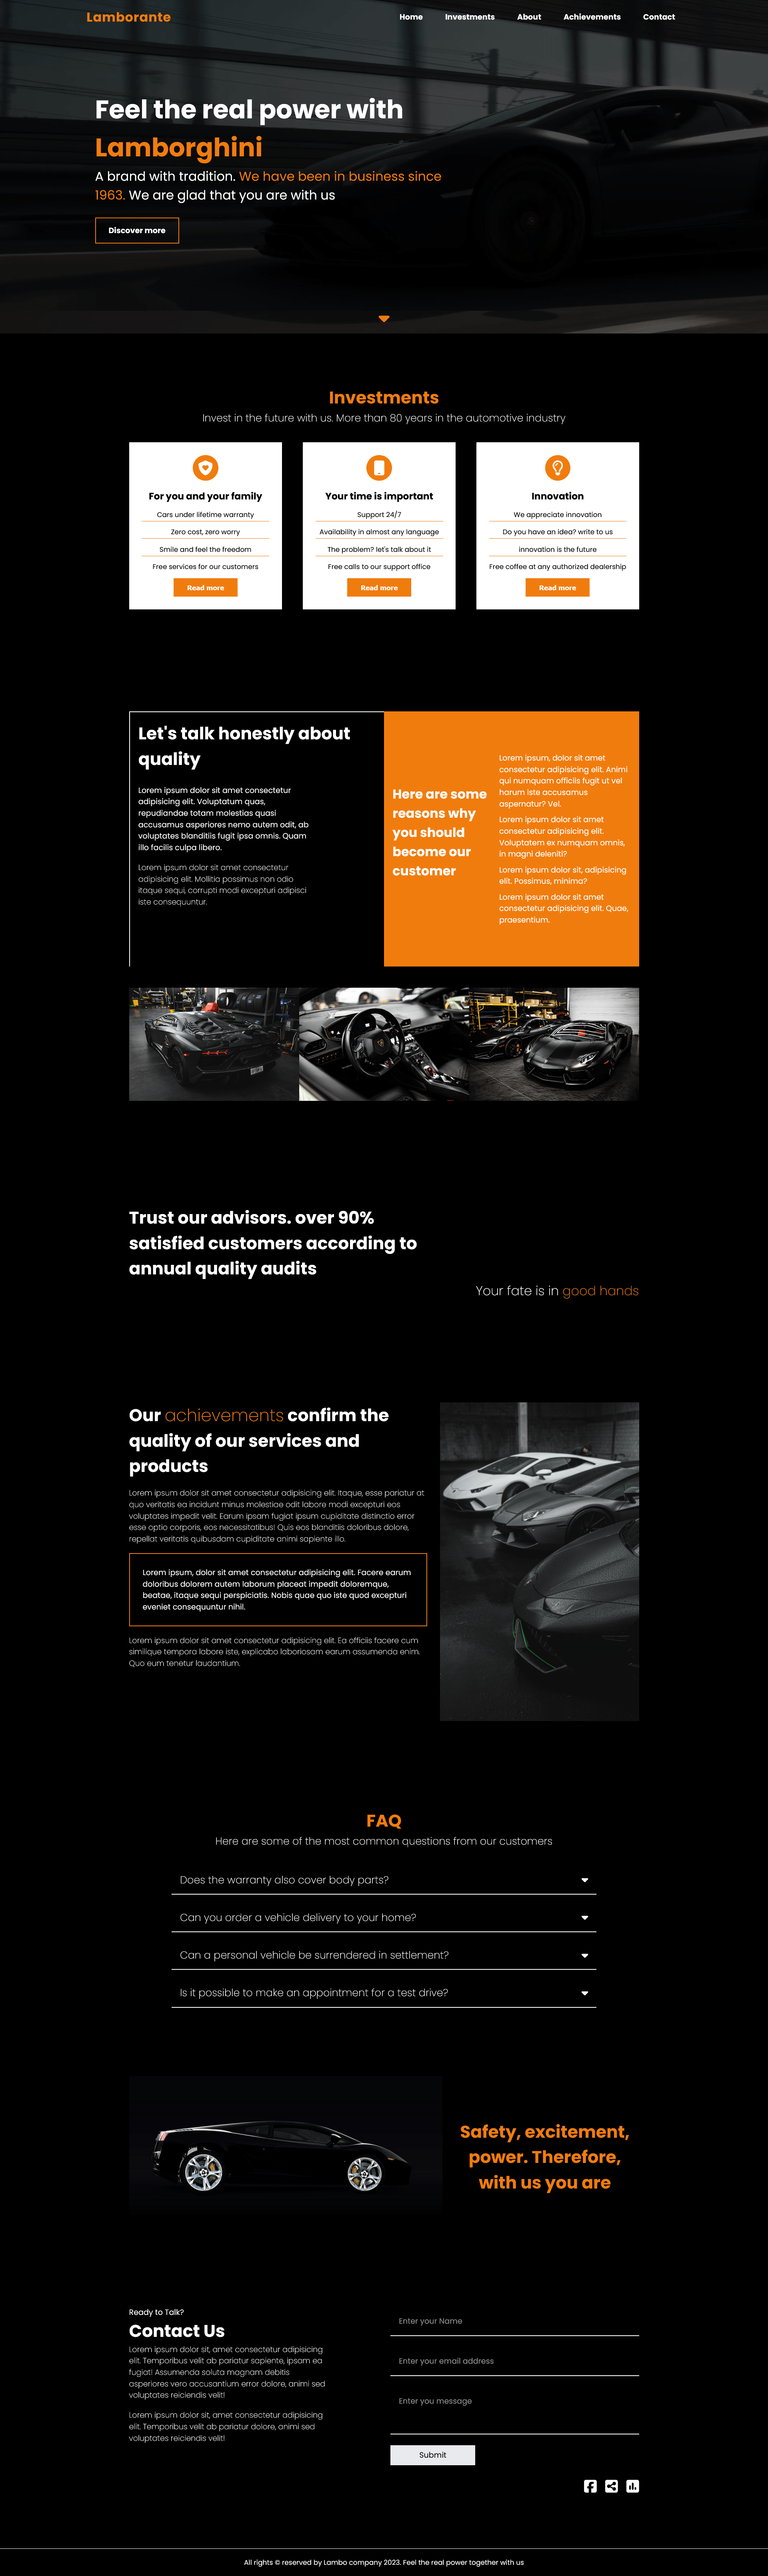 Lamborante
Home Investments About Achievements Contact
Feel the real power with
Lamborghini
A brand with tradition. We have been in business since
1963. We are glad that you are with us
Discover more
Investments
Invest in the future with us. More than 80 years in the automotive industry
For you and your family
Cars under lifetime warranty
Zero cost, zero worry
Smile and feel the freedom
Free services for our customers
Read more
Your time is important
Support 24/7
Availability in almost any language
The problem? let's talk about it
Free calls to our support office
Read more
Innovation
We appreciate innovation
Do you have an idea? write to us
innovation is the future
Free coffee at any authorized dealership
Read more
Let's talk honestly about
quality
Lorem ipsum dolor sit amet consectetur
adipisicing elit. Voluptatum quas,
repudiandae totam molestias quasi
accusamus asperiores nemo autem odit, ab
voluptates blanditiis fugit ipsa omnis. Quam
illo facilis culpa libero.
Lorem ipsum dolor sit amet consectetur
adipisicing elit. Mollitia possimus non odio
itaque sequi, corrupti modi excepturi adipisci
iste consequuntur.
Here are some
reasons why
you should
become our
customer
Lorem ipsum, dolor sit amet
consectetur adipisicing elit. Animi
qui numquam officiis fugit ut vel
harum iste accusamus
aspernatur? Vel.
Lorem ipsum dolor sit amet
consectetur adipisicing elit.
Voluptatem ex numquam omnis,
in magni deleniti?
Lorem ipsum dolor sit, adipisicing
elit. Possimus, minima?
Lorem ipsum dolor sit amet
consectetur adipisicing elit. Quae,
praesentium.
Trust our advisors. over 90%
satisfied customers according to
annual quality audits
Your fate is in good hands
Our achievements confirm the
quality of our services and
products
Lorem ipsum dolor sit amet consectetur adipisicing elit. Itaque, esse pariatur at
quo veritatis ea incidunt minus molestiae odit labore modi excepturi eos
voluptates impedit velit. Earum ipsam fugiat ipsum cupiditate distinctio error
esse optio corporis, eos necessitatibus! Quis eos blanditiis doloribus dolore,
repellat veritatis quibusdam cupiditate animi sapiente illo.
Lorem ipsum, dolor sit amet consectetur adipisicing elit. Facere earum
doloribus dolorem autem laborum placeat impedit doloremque,
beatae, itaque sequi perspiciatis. Nobis quae quo iste quod excepturi
eveniet consequuntur nihil.
Lorem ipsum dolor sit amet consectetur adipisicing elit. Ea officiis facere cum
similique tempora labore iste, explicabo laboriosam earum assumenda enim.
Quo eum tenetur laudantium.
FAQ
Here are some of the most common questions from our customers
Does the warranty also cover body parts?
Can you order a vehicle delivery to your home?
Can a personal vehicle be surrendered in settlement?
Is it possible to make an appointment for a test drive?
Safety, excitement,
power. Therefore,
with us you are
Ready to Talk?
Contact Us
Lorem ipsum dolor sit, amet consectetur adipisicing
elit. Temporibus velit ab pariatur sapiente, ipsam ea
fugiat! Assumenda soluta magnam debitis
asperiores vero accusantium error dolore, animi sed
voluptates reiciendis velit!
Lorem ipsum dolor sit, amet consectetur adipisicing
elit. Temporibus velit ab pariatur dolore, animi sed
voluptates reiciendis velit!
Enter your Name
Enter your email address
Enter you message
Submit
All rights © reserved by Lambo company 2023. Feel the real power together with us